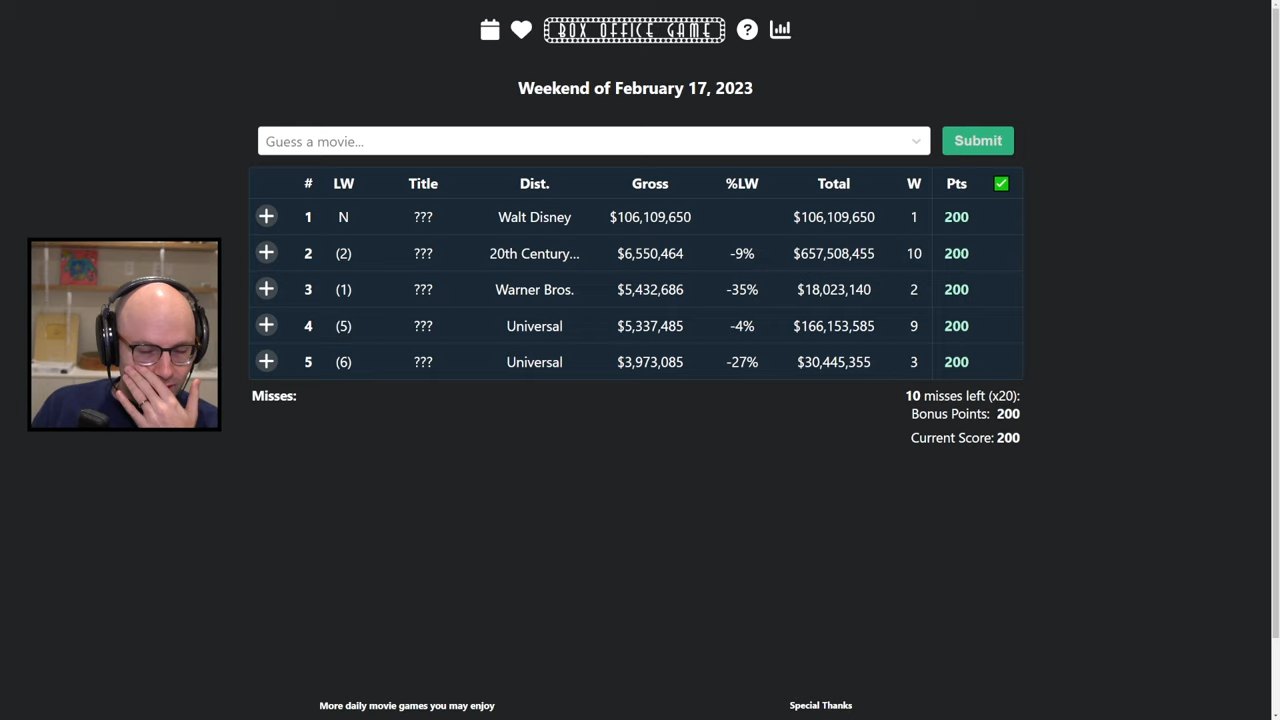 BOX OFFICE GAME ?
Weekend of February 17, 2023
Guess a movie... Submit
# LW Title Dist. Gross %LW Total W Pts
1 N ??? Walt Disney $106,109,650 $106,109,650 1 200
2 (2) ??? 20th Century... $6,550,464 -9% $657,508,455 10 200
3 (1) ??? Warner Bros. $5,432,686 -35% $18,023,140 2 200
4 (5) ??? Universal $5,337,485 -4% $166,153,585 9 200
5 (6) ??? Universal $3,973,085 -27% $30,445,355 3 200
Misses: 10 misses left (x20):
Bonus Points: 200
Current Score: 200
More daily movie games you may enjoy Special Thanks